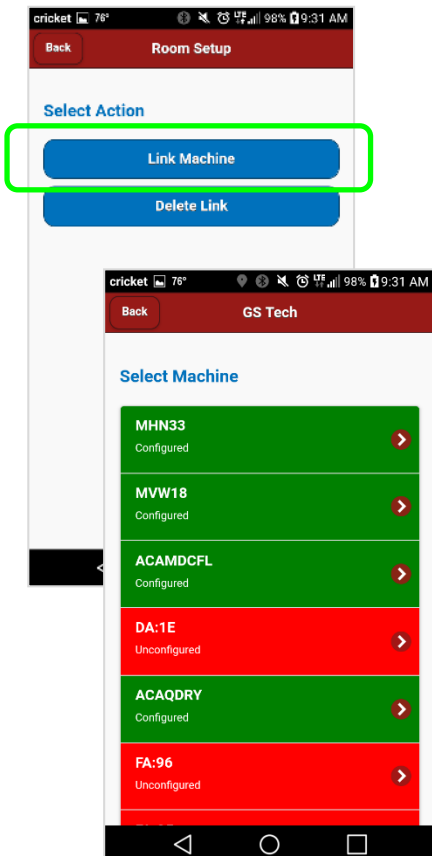 cricket 76° LTE 98% 9:31 AM
Back Room Setup
Select Action
Link Machine
Delete Link
cricket 76° LTE 98% 9:31 AM
Back GS Tech
Select Machine
MHN33
Configured
MVW18
Configured
ACAMDCFL
Configured
DA:1E
Unconfigured
ACAQDRY
Configured
FA:96
Unconfigured